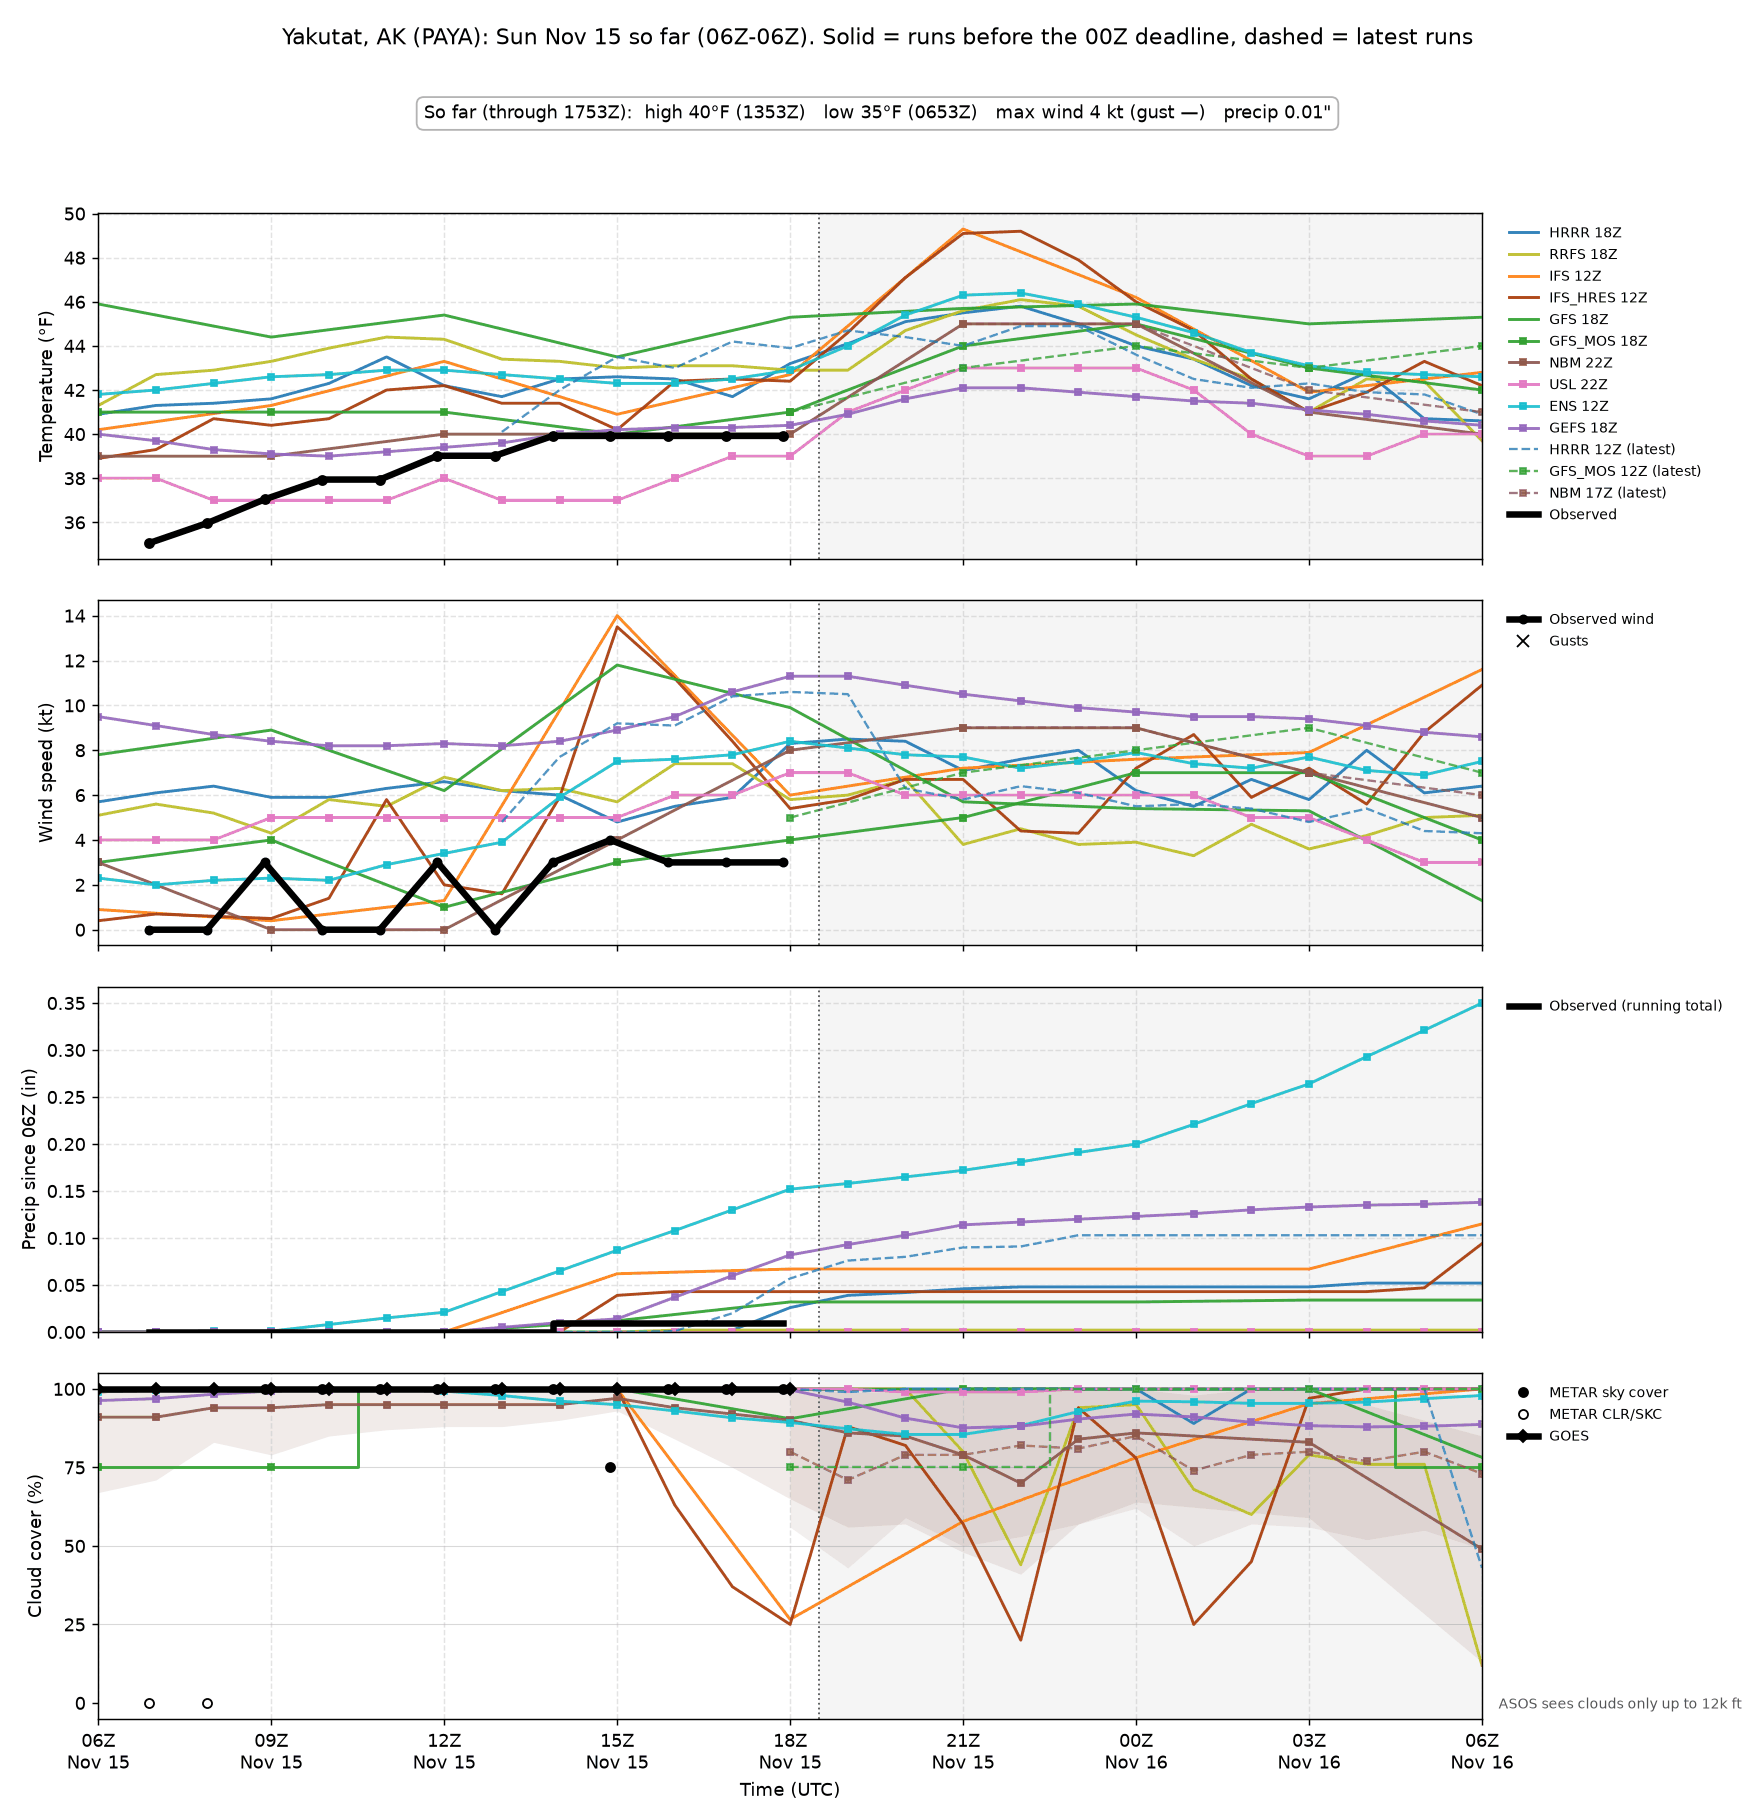 Yakutat, AK (PAYA): Sun Nov 15 so far (06Z-06Z). Solid = runs before the 00Z deadline, dashed = latest runs
So far (through 1753Z):  high 40°F (1353Z)   low 35°F (0653Z)   max wind 4 kt (gust —)   precip 0.01"
Temperature (°F)
50
48
46
44
42
40
38
36
HRRR 18Z
RRFS 18Z
IFS 12Z
IFS_HRES 12Z
GFS 18Z
GFS_MOS 18Z
NBM 22Z
USL 22Z
ENS 12Z
GEFS 18Z
HRRR 12Z (latest)
GFS_MOS 12Z (latest)
NBM 17Z (latest)
Observed
Wind speed (kt)
14
12
10
8
6
4
2
0
Observed wind
Gusts
Precip since 06Z (in)
0.35
0.30
0.25
0.20
0.15
0.10
0.05
0.00
Observed (running total)
Cloud cover (%)
100
75
50
25
0
METAR sky cover
METAR CLR/SKC
GOES
ASOS sees clouds only up to 12k ft
06Z 09Z 12Z 15Z 18Z 21Z 00Z 03Z 06Z
Nov 15 Nov 15 Nov 15 Nov 15 Nov 15 Nov 15 Nov 16 Nov 16 Nov 16
Time (UTC)